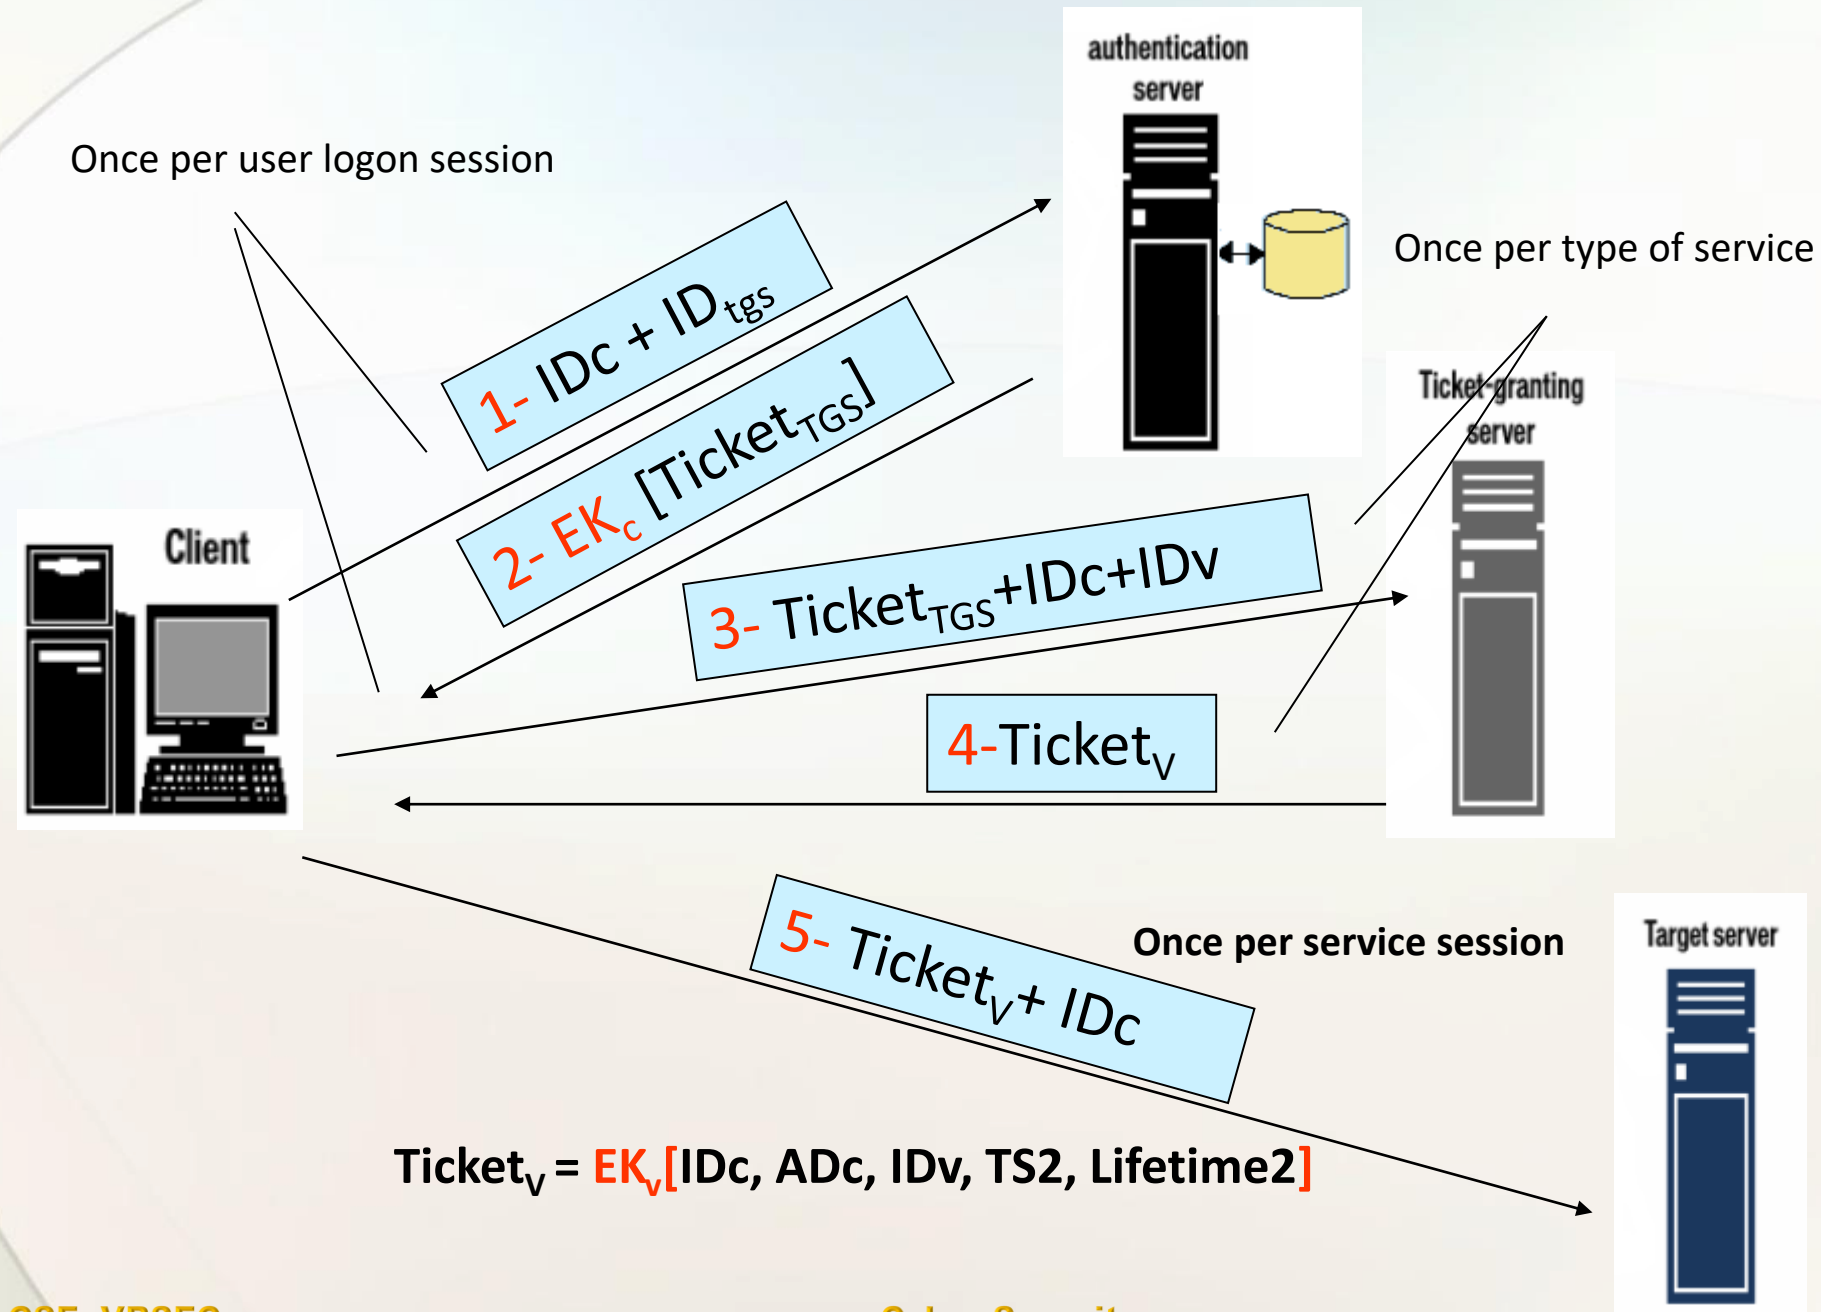 authentication
server
Once per user logon session
Once per type of service
1- IDc + IDtgs
2- EKc [TicketTGS]
Ticket-granting
server
Client
3- TicketTGS+IDc+IDv
4-TicketV
5- TicketV+ IDc
Once per service session
Target server
TicketV = EKv[IDc, ADc, IDv, TS2, Lifetime2]